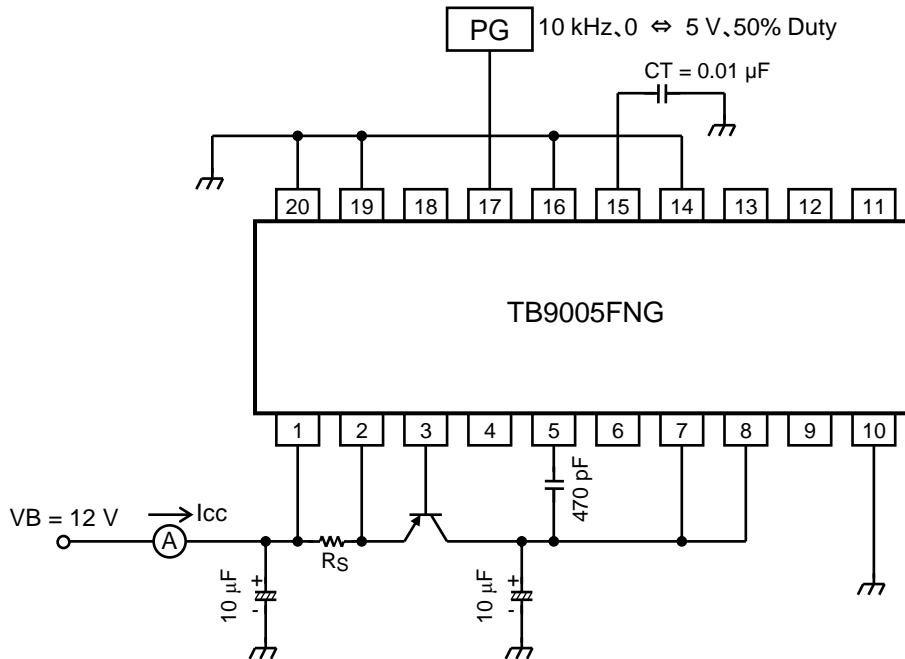 PG 10 kHz、0 ⇔ 5 V、50% Duty
CT = 0.01 µF
20 19 18 17 16 15 14 13 12 11
TB9005FNG
1 2 3 4 5 6 7 8 9 10
470 pF
VB = 12 V
Icc
A
RS
10 µF
+
-
10 µF
+
-